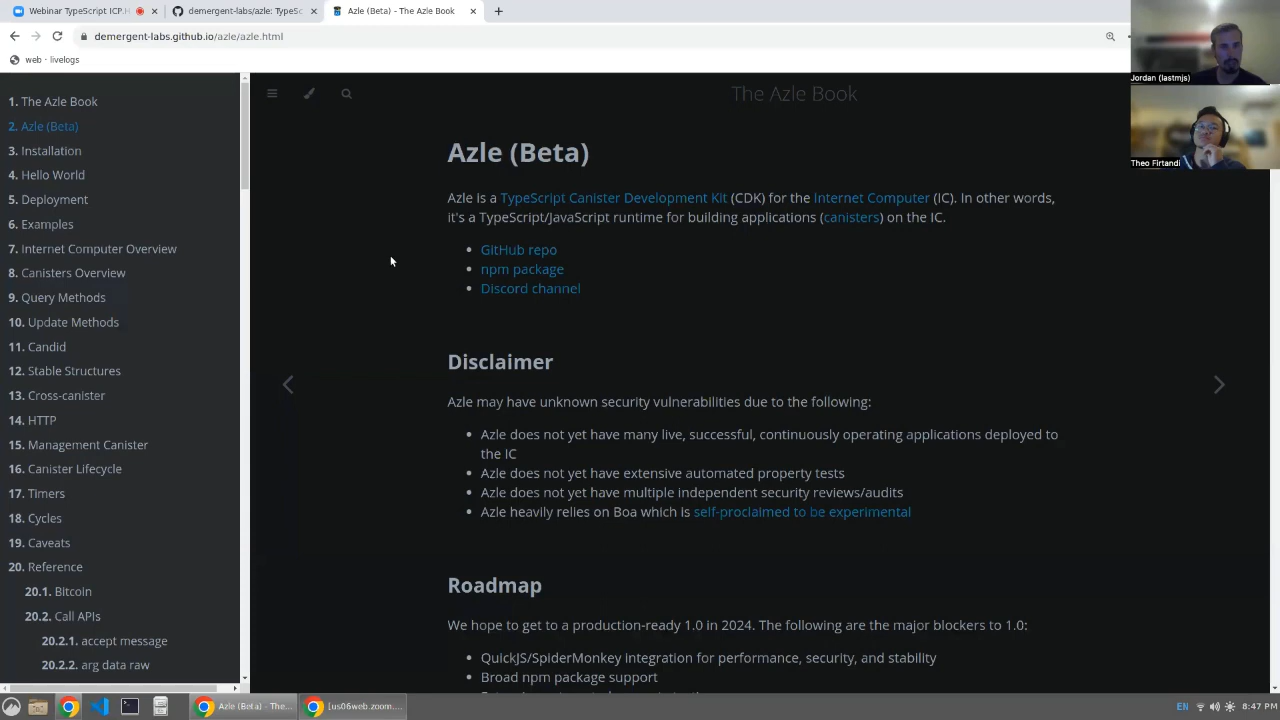 Webinar TypeScript ICP.H
demergent-labs/azle: TypeSc
Azle (Beta) - The Azle Book
demergent-labs.github.io/azle/azle.html
web · livelogs
Jordan (lastmjs)
Theo Firtandi
1. The Azle Book
2. Azle (Beta)
3. Installation
4. Hello World
5. Deployment
6. Examples
7. Internet Computer Overview
8. Canisters Overview
9. Query Methods
10. Update Methods
11. Candid
12. Stable Structures
13. Cross-canister
14. HTTP
15. Management Canister
16. Canister Lifecycle
17. Timers
18. Cycles
19. Caveats
20. Reference
20.1. Bitcoin
20.2. Call APIs
20.2.1. accept message
20.2.2. arg data raw
The Azle Book
Azle (Beta)
Azle is a TypeScript Canister Development Kit (CDK) for the Internet Computer (IC). In other words,
it's a TypeScript/JavaScript runtime for building applications (canisters) on the IC.
• GitHub repo
• npm package
• Discord channel
Disclaimer
Azle may have unknown security vulnerabilities due to the following:
• Azle does not yet have many live, successful, continuously operating applications deployed to
the IC
• Azle does not yet have extensive automated property tests
• Azle does not yet have multiple independent security reviews/audits
• Azle heavily relies on Boa which is self-proclaimed to be experimental
Roadmap
We hope to get to a production-ready 1.0 in 2024. The following are the major blockers to 1.0:
• QuickJS/SpiderMonkey integration for performance, security, and stability
• Broad npm package support
Azle (Beta) - The...
[us06web.zoom....
EN
8:47 PM